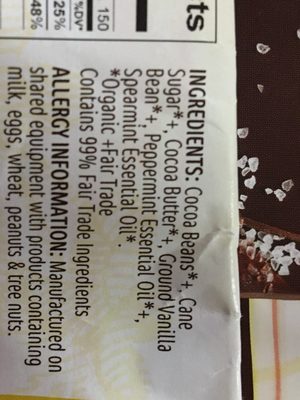 ts
150
%DV*
25%
48%
INGREDIENTS: Cocoa Beans*+, Cane
Sugar*+, Cocoa Butter*+, Ground Vanilla
Bean*+, Peppermint Essential Oil*+,
Spearmint Essential Oil*.
*Organic +Fair Trade
Contains 99% Fair Trade Ingredients
ALLERGY INFORMATION: Manufactured on
shared equipment with products containing
milk, eggs, wheat, peanuts & tree nuts.